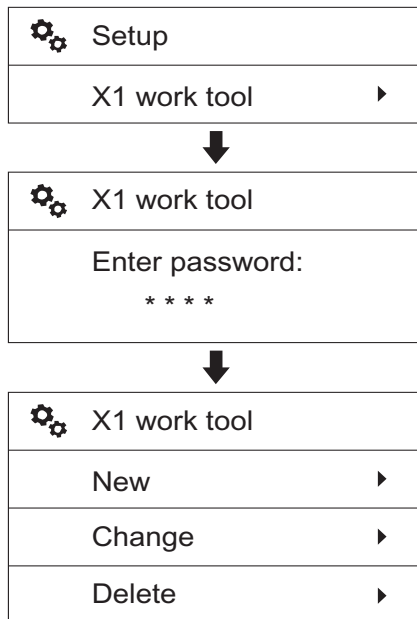 Setup
X1 work tool
X1 work tool
Enter password:
* * * *
X1 work tool
New
Change
Delete